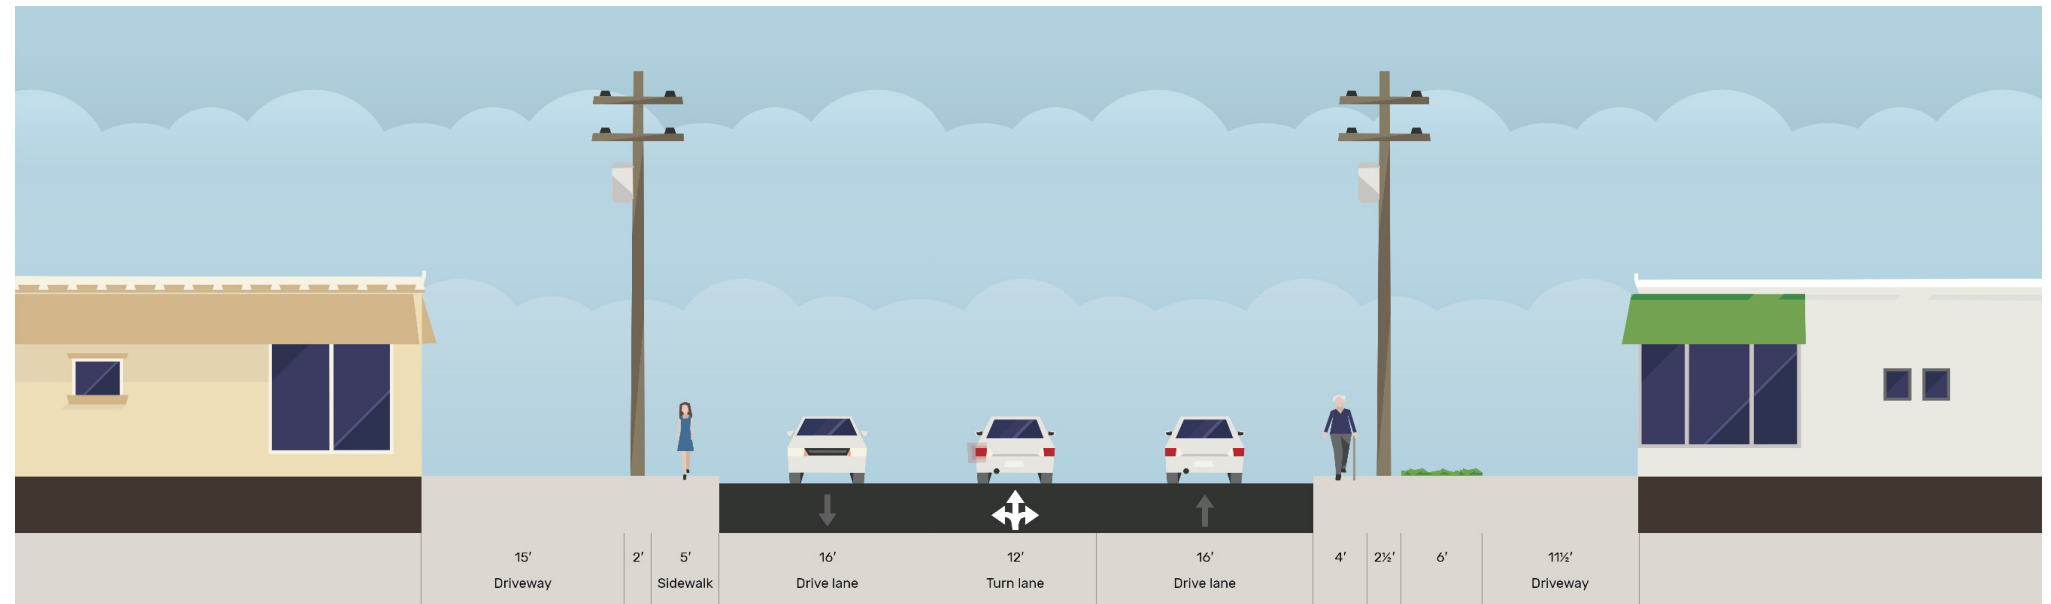 15′ 2′ 5′ 16′ 12′ 16′ 4′ 2½′ 6′ 11½′
Driveway Sidewalk Drive lane Turn lane Drive lane Driveway